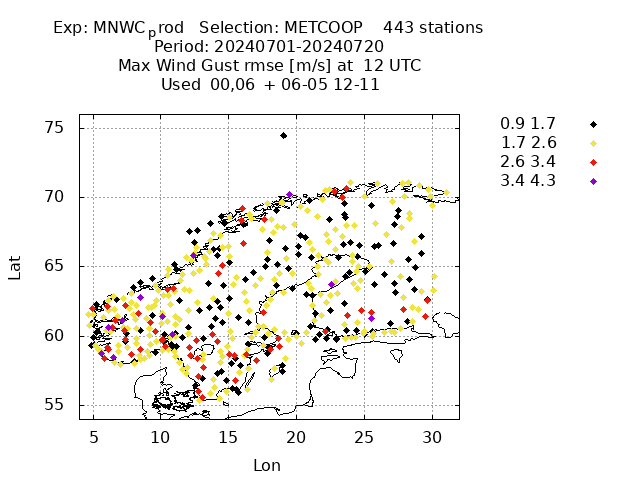 Exp: MNWCprod Selection: METCOOP 443 stations
Period: 20240701-20240720
Max Wind Gust rmse [m/s] at 12 UTC
Used 00,06 + 06-05 12-11
0.9 1.7
1.7 2.6
2.6 3.4
3.4 4.3
75
70
65
60
55
Lat
5 10 15 20 25 30
Lon